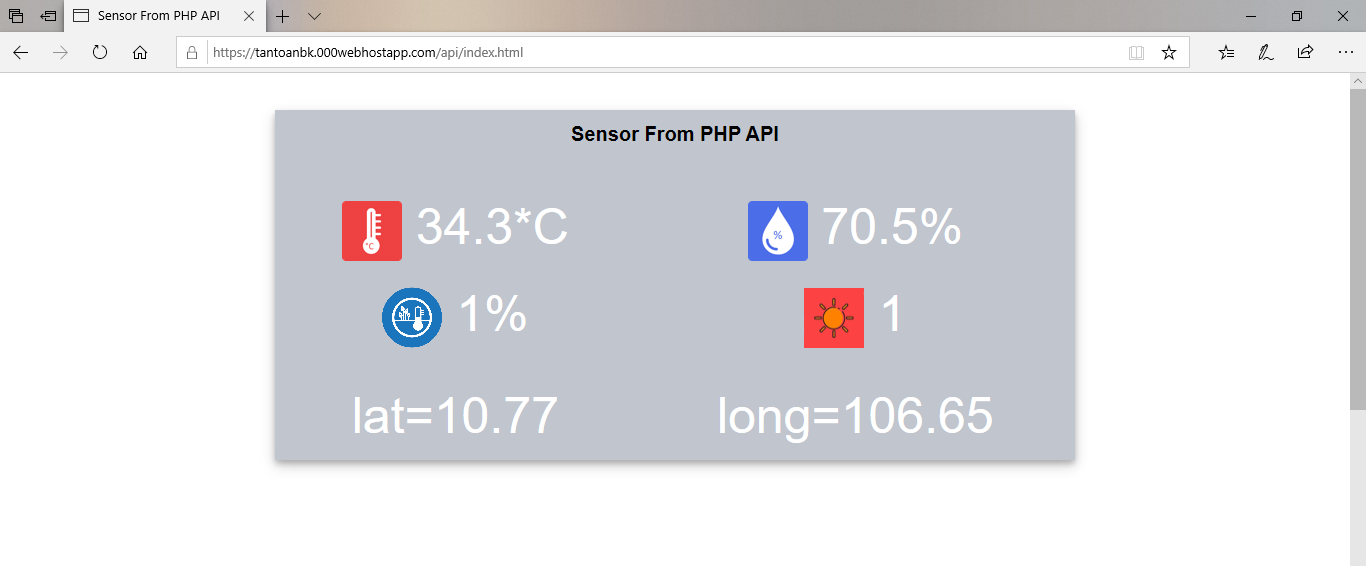 Sensor From PHP API
https://tantoanbk.000webhostapp.com/api/index.html
Sensor From PHP API
°C 34.3*C
% 70.5%
1%
1
lat=10.77
long=106.65